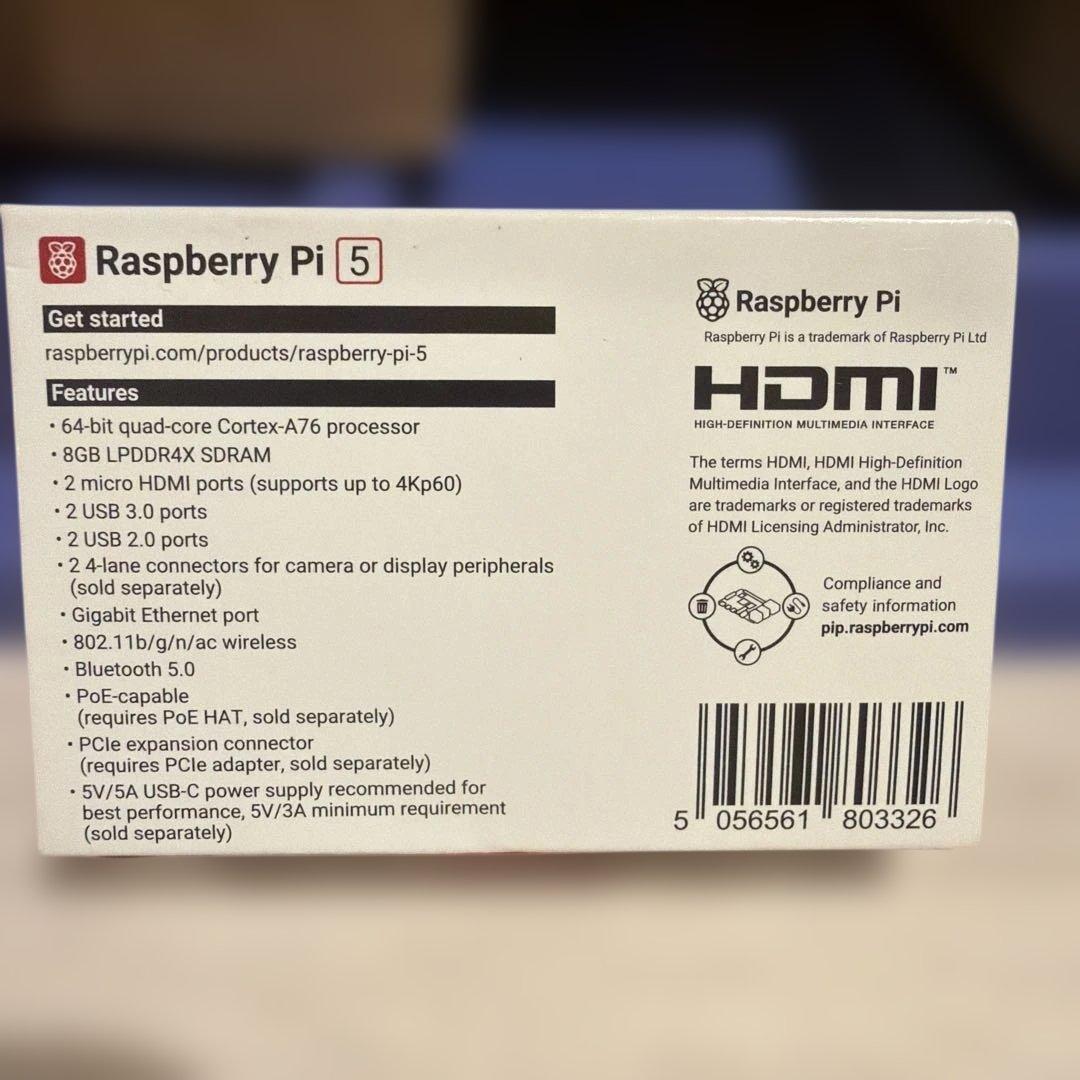 Raspberry Pi 5
Get started
raspberrypi.com/products/raspberry-pi-5
Features
• 64-bit quad-core Cortex-A76 processor
• 8GB LPDDR4X SDRAM
• 2 micro HDMI ports (supports up to 4Kp60)
• 2 USB 3.0 ports
• 2 USB 2.0 ports
• 2 4-lane connectors for camera or display peripherals
(sold separately)
• Gigabit Ethernet port
• 802.11b/g/n/ac wireless
• Bluetooth 5.0
• PoE-capable
(requires PoE HAT, sold separately)
• PCIe expansion connector
(requires PCIe adapter, sold separately)
• 5V/5A USB-C power supply recommended for
best performance, 5V/3A minimum requirement
(sold separately)
Raspberry Pi
Raspberry Pi is a trademark of Raspberry Pi Ltd
HDMI™
HIGH-DEFINITION MULTIMEDIA INTERFACE
The terms HDMI, HDMI High-Definition
Multimedia Interface, and the HDMI Logo
are trademarks or registered trademarks
of HDMI Licensing Administrator, Inc.
Compliance and
safety information
pip.raspberrypi.com
5 056561 803326